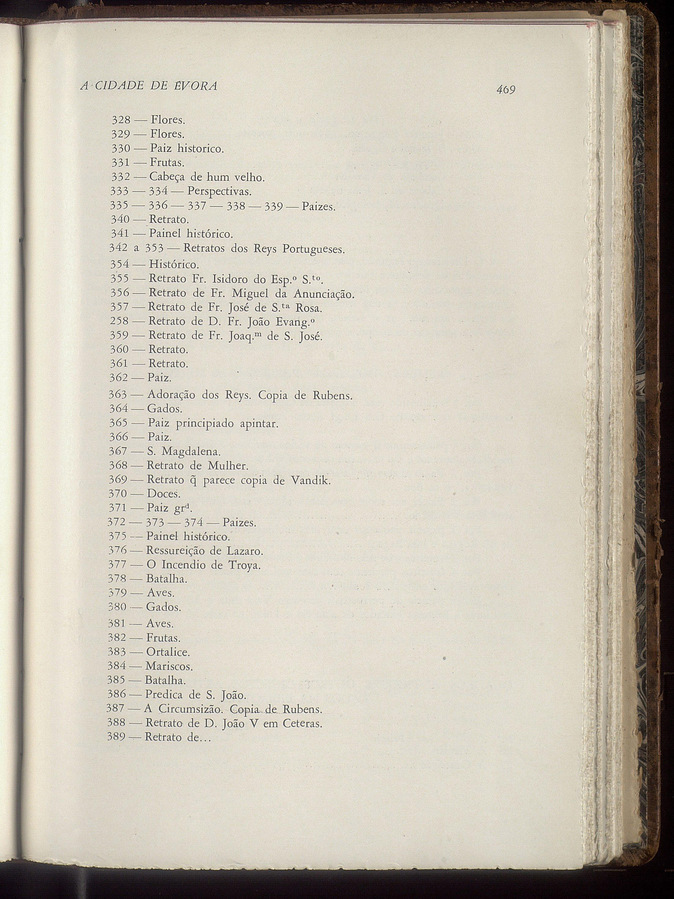 A CIDADE DE ÉVORA
469
328 — Flores.
329 — Flores.
330 — Paiz historico.
331 — Frutas.
332 — Cabeça de hum velho.
333 — 334 — Perspectivas.
335 — 336 — 337 — 338 — 339 — Paizes.
340 — Retrato.
341 — Painel histórico.
342 a 353 — Retratos dos Reys Portugueses.
354 — Histórico.
355 — Retrato Fr. Isidoro do Esp.º S.ᵗᵒ.
356 — Retrato de Fr. Miguel da Anunciação.
357 — Retrato de Fr. José de S.ᵗᵃ Rosa.
258 — Retrato de D. Fr. João Evang.º
359 — Retrato de Fr. Joaq.ᵐ de S. José.
360 — Retrato.
361 — Retrato.
362 — Paiz.
363 — Adoração dos Reys. Copia de Rubens.
364 — Gados.
365 — Paiz principiado apintar.
366 — Paiz.
367 — S. Magdalena.
368 — Retrato de Mulher.
369 — Retrato q̃ parece copia de Vandik.
370 — Doces.
371 — Paiz grᵈ.
372 — 373 — 374 — Paizes.
375 — Painel histórico.
376 — Ressureição de Lazaro.
377 — O Incendio de Troya.
378 — Batalha.
379 — Aves.
380 — Gados.
381 — Aves.
382 — Frutas.
383 — Ortalice.
384 — Mariscos.
385 — Batalha.
386 — Predica de S. João.
387 — A Circumsizão. Copia de Rubens.
388 — Retrato de D. João V em Ceteras.
389 — Retrato de...